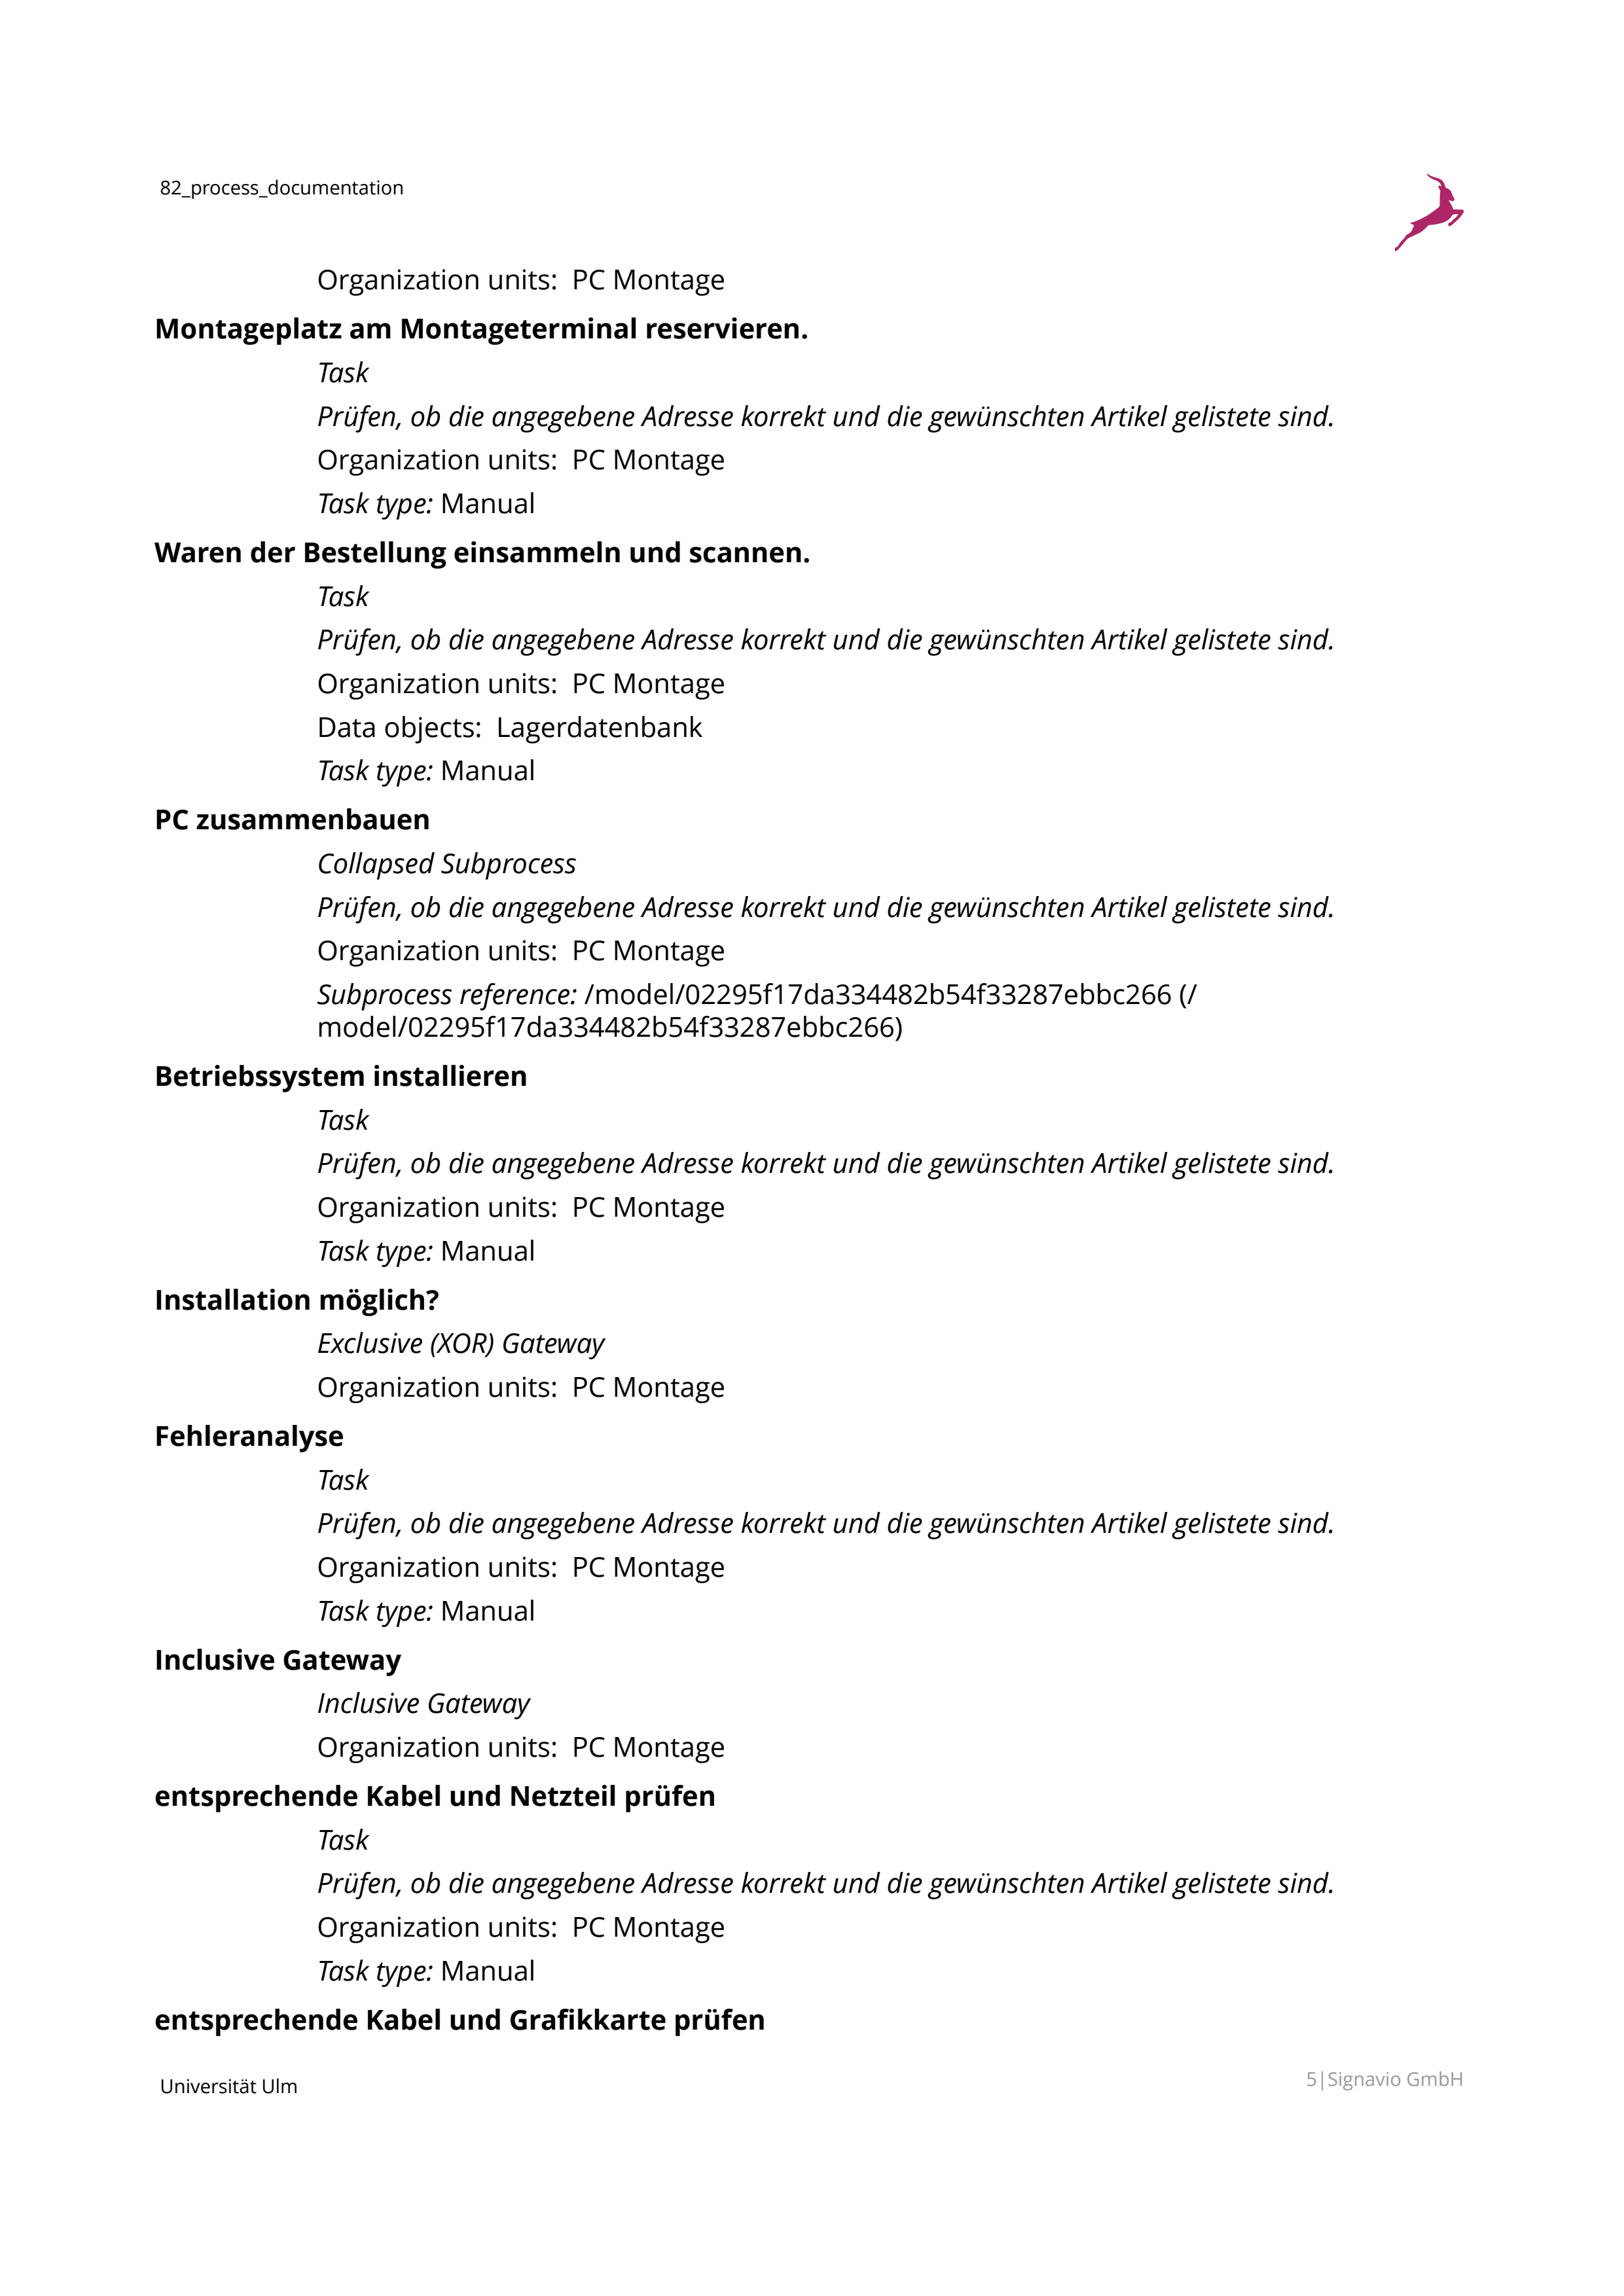 82_process_documentation
Organization units:  PC Montage
Montageplatz am Montageterminal reservieren.
Task
Prüfen, ob die angegebene Adresse korrekt und die gewünschten Artikel gelistete sind.
Organization units:  PC Montage
Task type: Manual
Waren der Bestellung einsammeln und scannen.
Task
Prüfen, ob die angegebene Adresse korrekt und die gewünschten Artikel gelistete sind.
Organization units:  PC Montage
Data objects:  Lagerdatenbank
Task type: Manual
PC zusammenbauen
Collapsed Subprocess
Prüfen, ob die angegebene Adresse korrekt und die gewünschten Artikel gelistete sind.
Organization units:  PC Montage
Subprocess reference: /model/02295f17da334482b54f33287ebbc266 (/
model/02295f17da334482b54f33287ebbc266)
Betriebssystem installieren
Task
Prüfen, ob die angegebene Adresse korrekt und die gewünschten Artikel gelistete sind.
Organization units:  PC Montage
Task type: Manual
Installation möglich?
Exclusive (XOR) Gateway
Organization units:  PC Montage
Fehleranalyse
Task
Prüfen, ob die angegebene Adresse korrekt und die gewünschten Artikel gelistete sind.
Organization units:  PC Montage
Task type: Manual
Inclusive Gateway
Inclusive Gateway
Organization units:  PC Montage
entsprechende Kabel und Netzteil prüfen
Task
Prüfen, ob die angegebene Adresse korrekt und die gewünschten Artikel gelistete sind.
Organization units:  PC Montage
Task type: Manual
entsprechende Kabel und Grafikkarte prüfen
Universität Ulm
5|Signavio GmbH